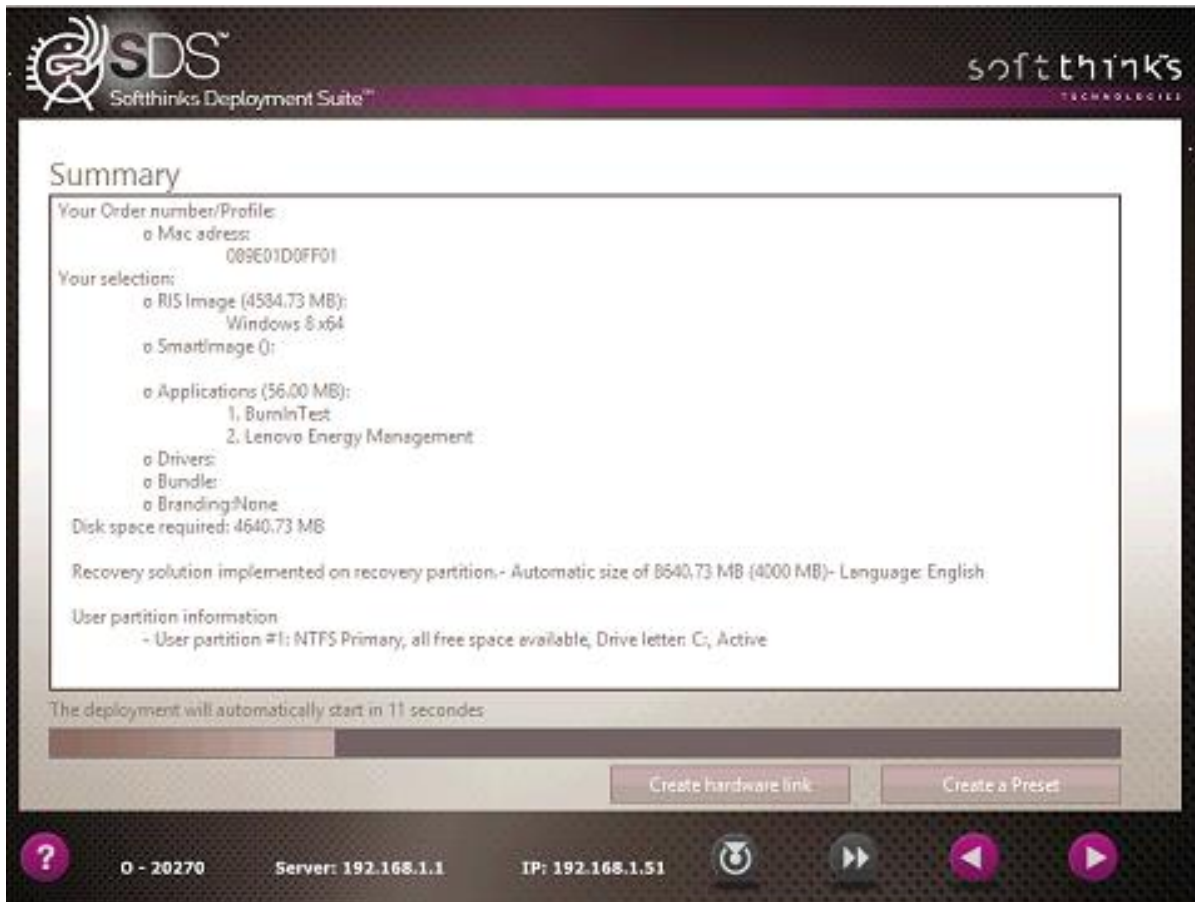 SDS™
Softthinks Deployment Suite™
softthinks
TECHNOLOGIES
Summary
Your Order number/Profile:
o Mac adress:
089E01D0FF01
Your selection:
o RIS Image (4584.73 MB):
Windows 8 x64
o SmartImage ():
o Applications (56.00 MB):
1. BurnInTest
2. Lenovo Energy Management
o Drivers:
o Bundle:
o Branding:None
Disk space required: 4640.73 MB
Recovery solution implemented on recovery partition.- Automatic size of 8640.73 MB (4000 MB)- Language: English
User partition information
- User partition #1: NTFS Primary, all free space available, Drive letter: C:, Active
The deployment will automatically start in 11 secondes
Create hardware link Create a Preset
? 0 - 20270 Server: 192.168.1.1 IP: 192.168.1.51